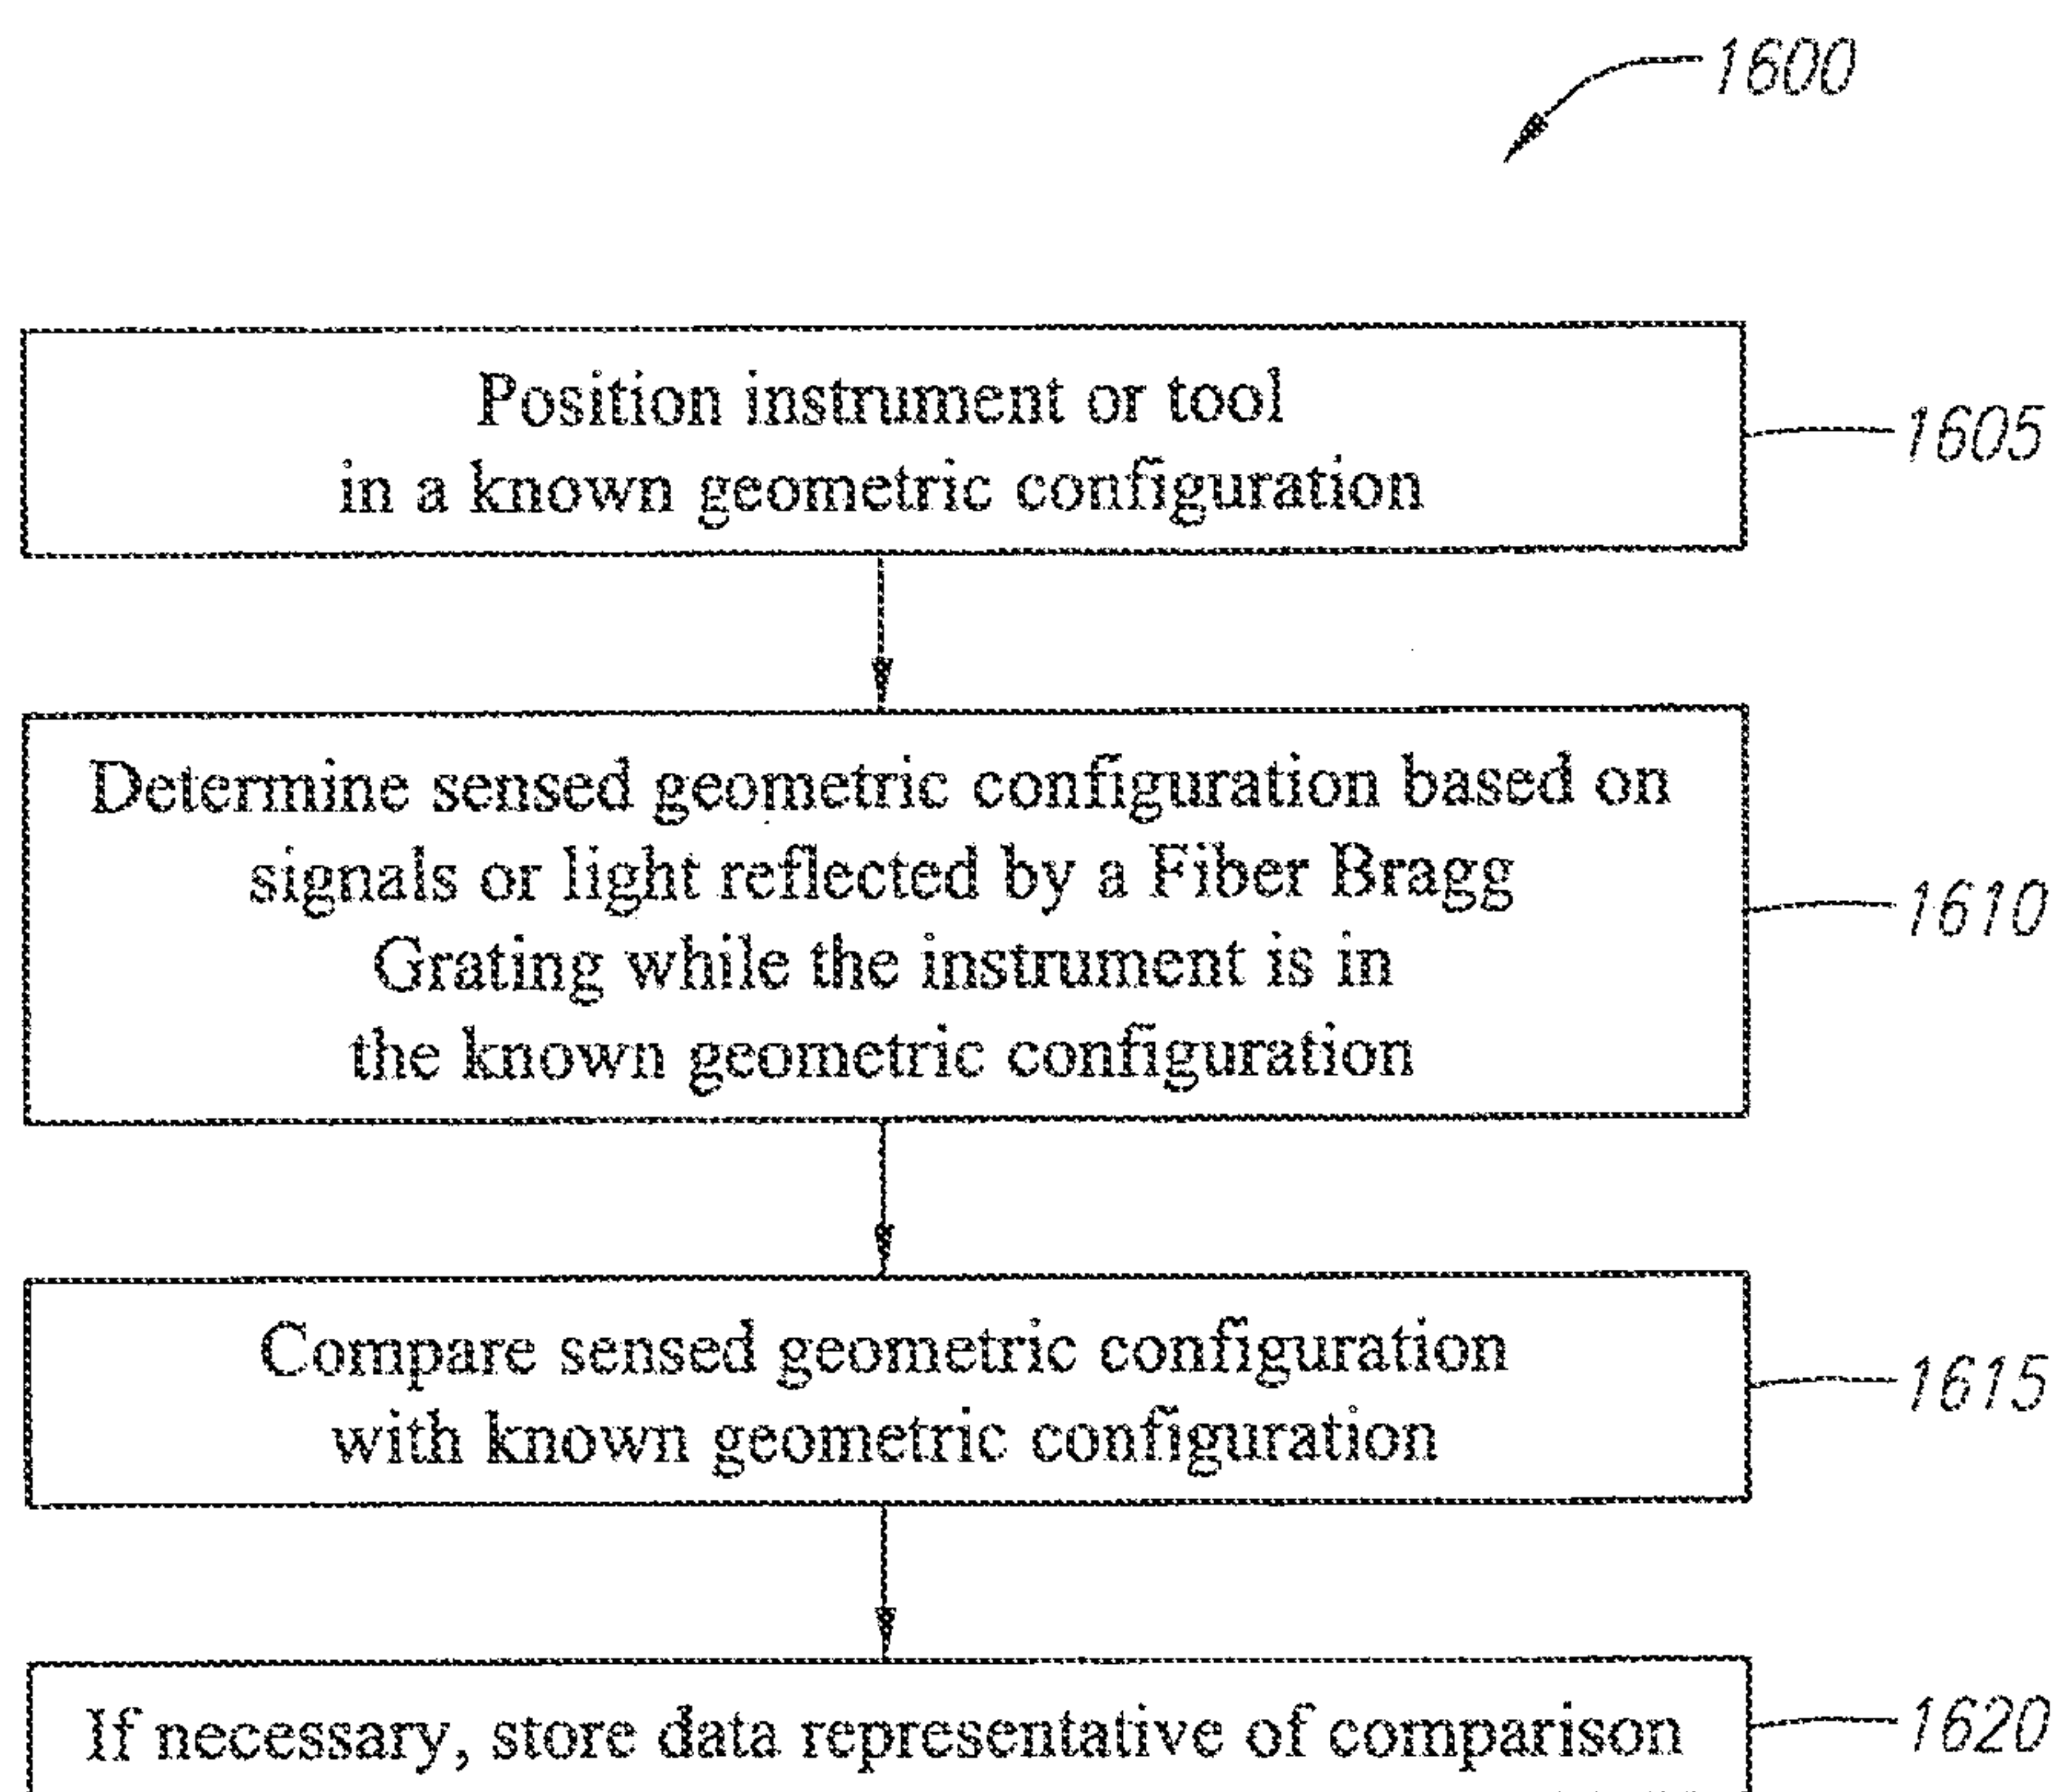 1600
Position instrument or tool
in a known geometric configuration
1605
Determine sensed geometric configuration based on
signals or light reflected by a Fiber Bragg
Grating while the instrument is in
the known geometric configuration
1610
Compare sensed geometric configuration
with known geometric configuration
1615
If necessary, store data representative of comparison
1620